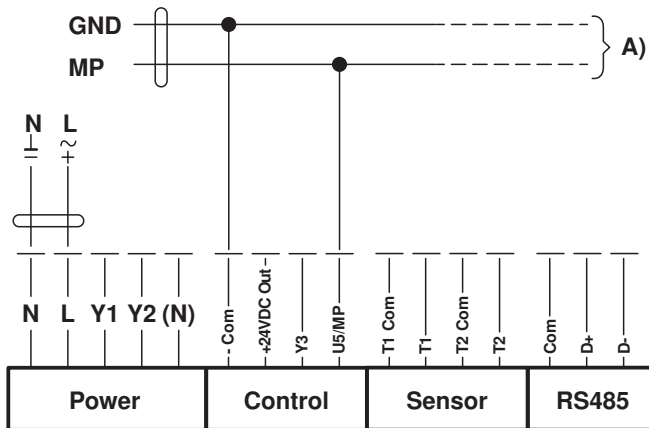 GND
MP
A)
N L
N L Y1 Y2 (N)
- Com
+24VDC Out -
Y3
U5/MP
T1 Com
T1
T2 Com
T2
Com
D+
D-
Power Control Sensor RS485